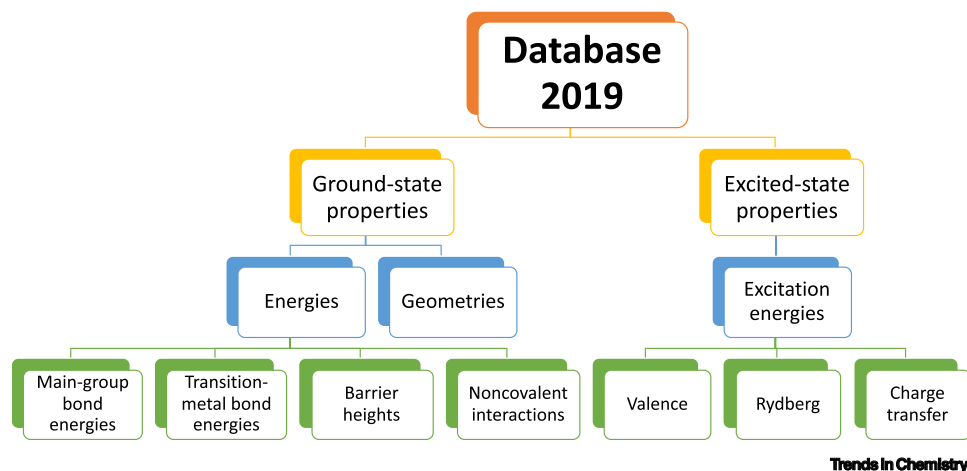 Database
2019
Ground-state
properties
Excited-state
properties
Energies
Geometries
Excitation
energies
Main-group
bond
energies
Transition-
metal bond
energies
Barrier
heights
Noncovalent
interactions
Valence
Rydberg
Charge
transfer
Trends in Chemistry